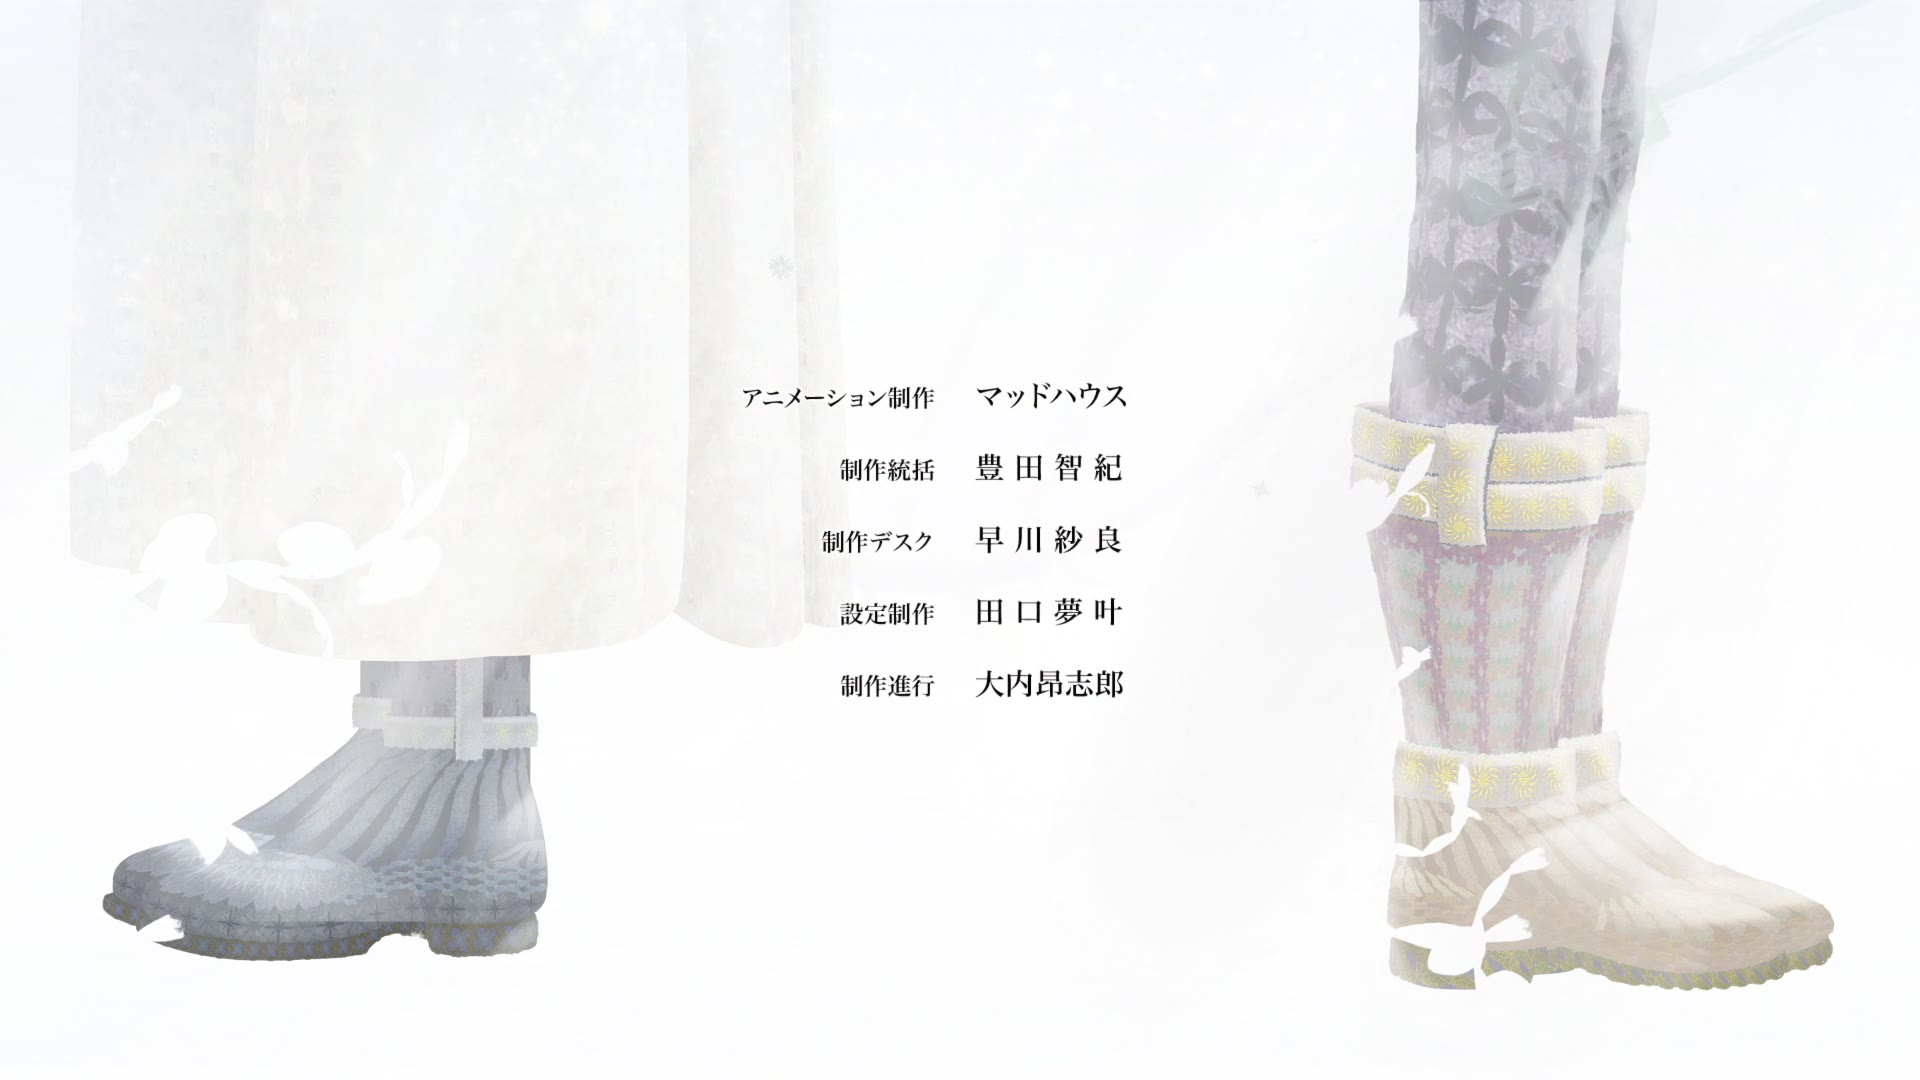 アニメーション制作 マッドハウス
制作統括 豊田智紀
制作デスク 早川紗良
設定制作 田口夢叶
制作進行 大内昂志郎